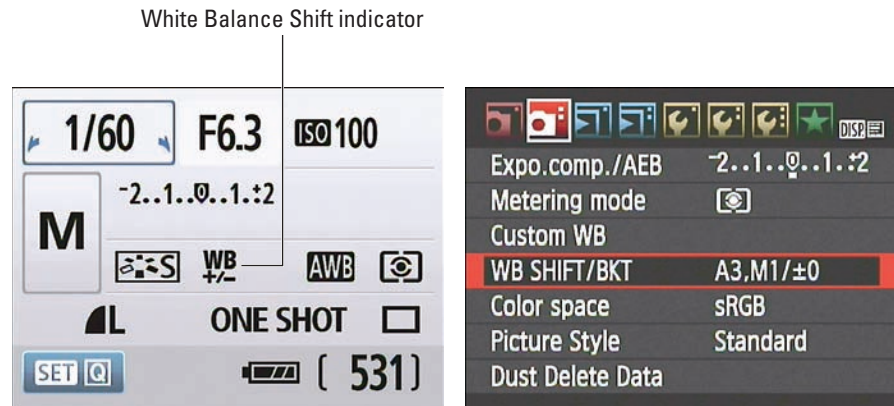 White Balance Shift indicator
1/60 F6.3 ISO 100
M
-2..1..0..1.:+2
S WB +/- AWB
L ONE SHOT
SET Q ( 531)
DISP.
Expo.comp./AEB -2..1..0..1.:+2
Metering mode
Custom WB
WB SHIFT/BKT A3,M1/±0
Color space sRGB
Picture Style Standard
Dust Delete Data